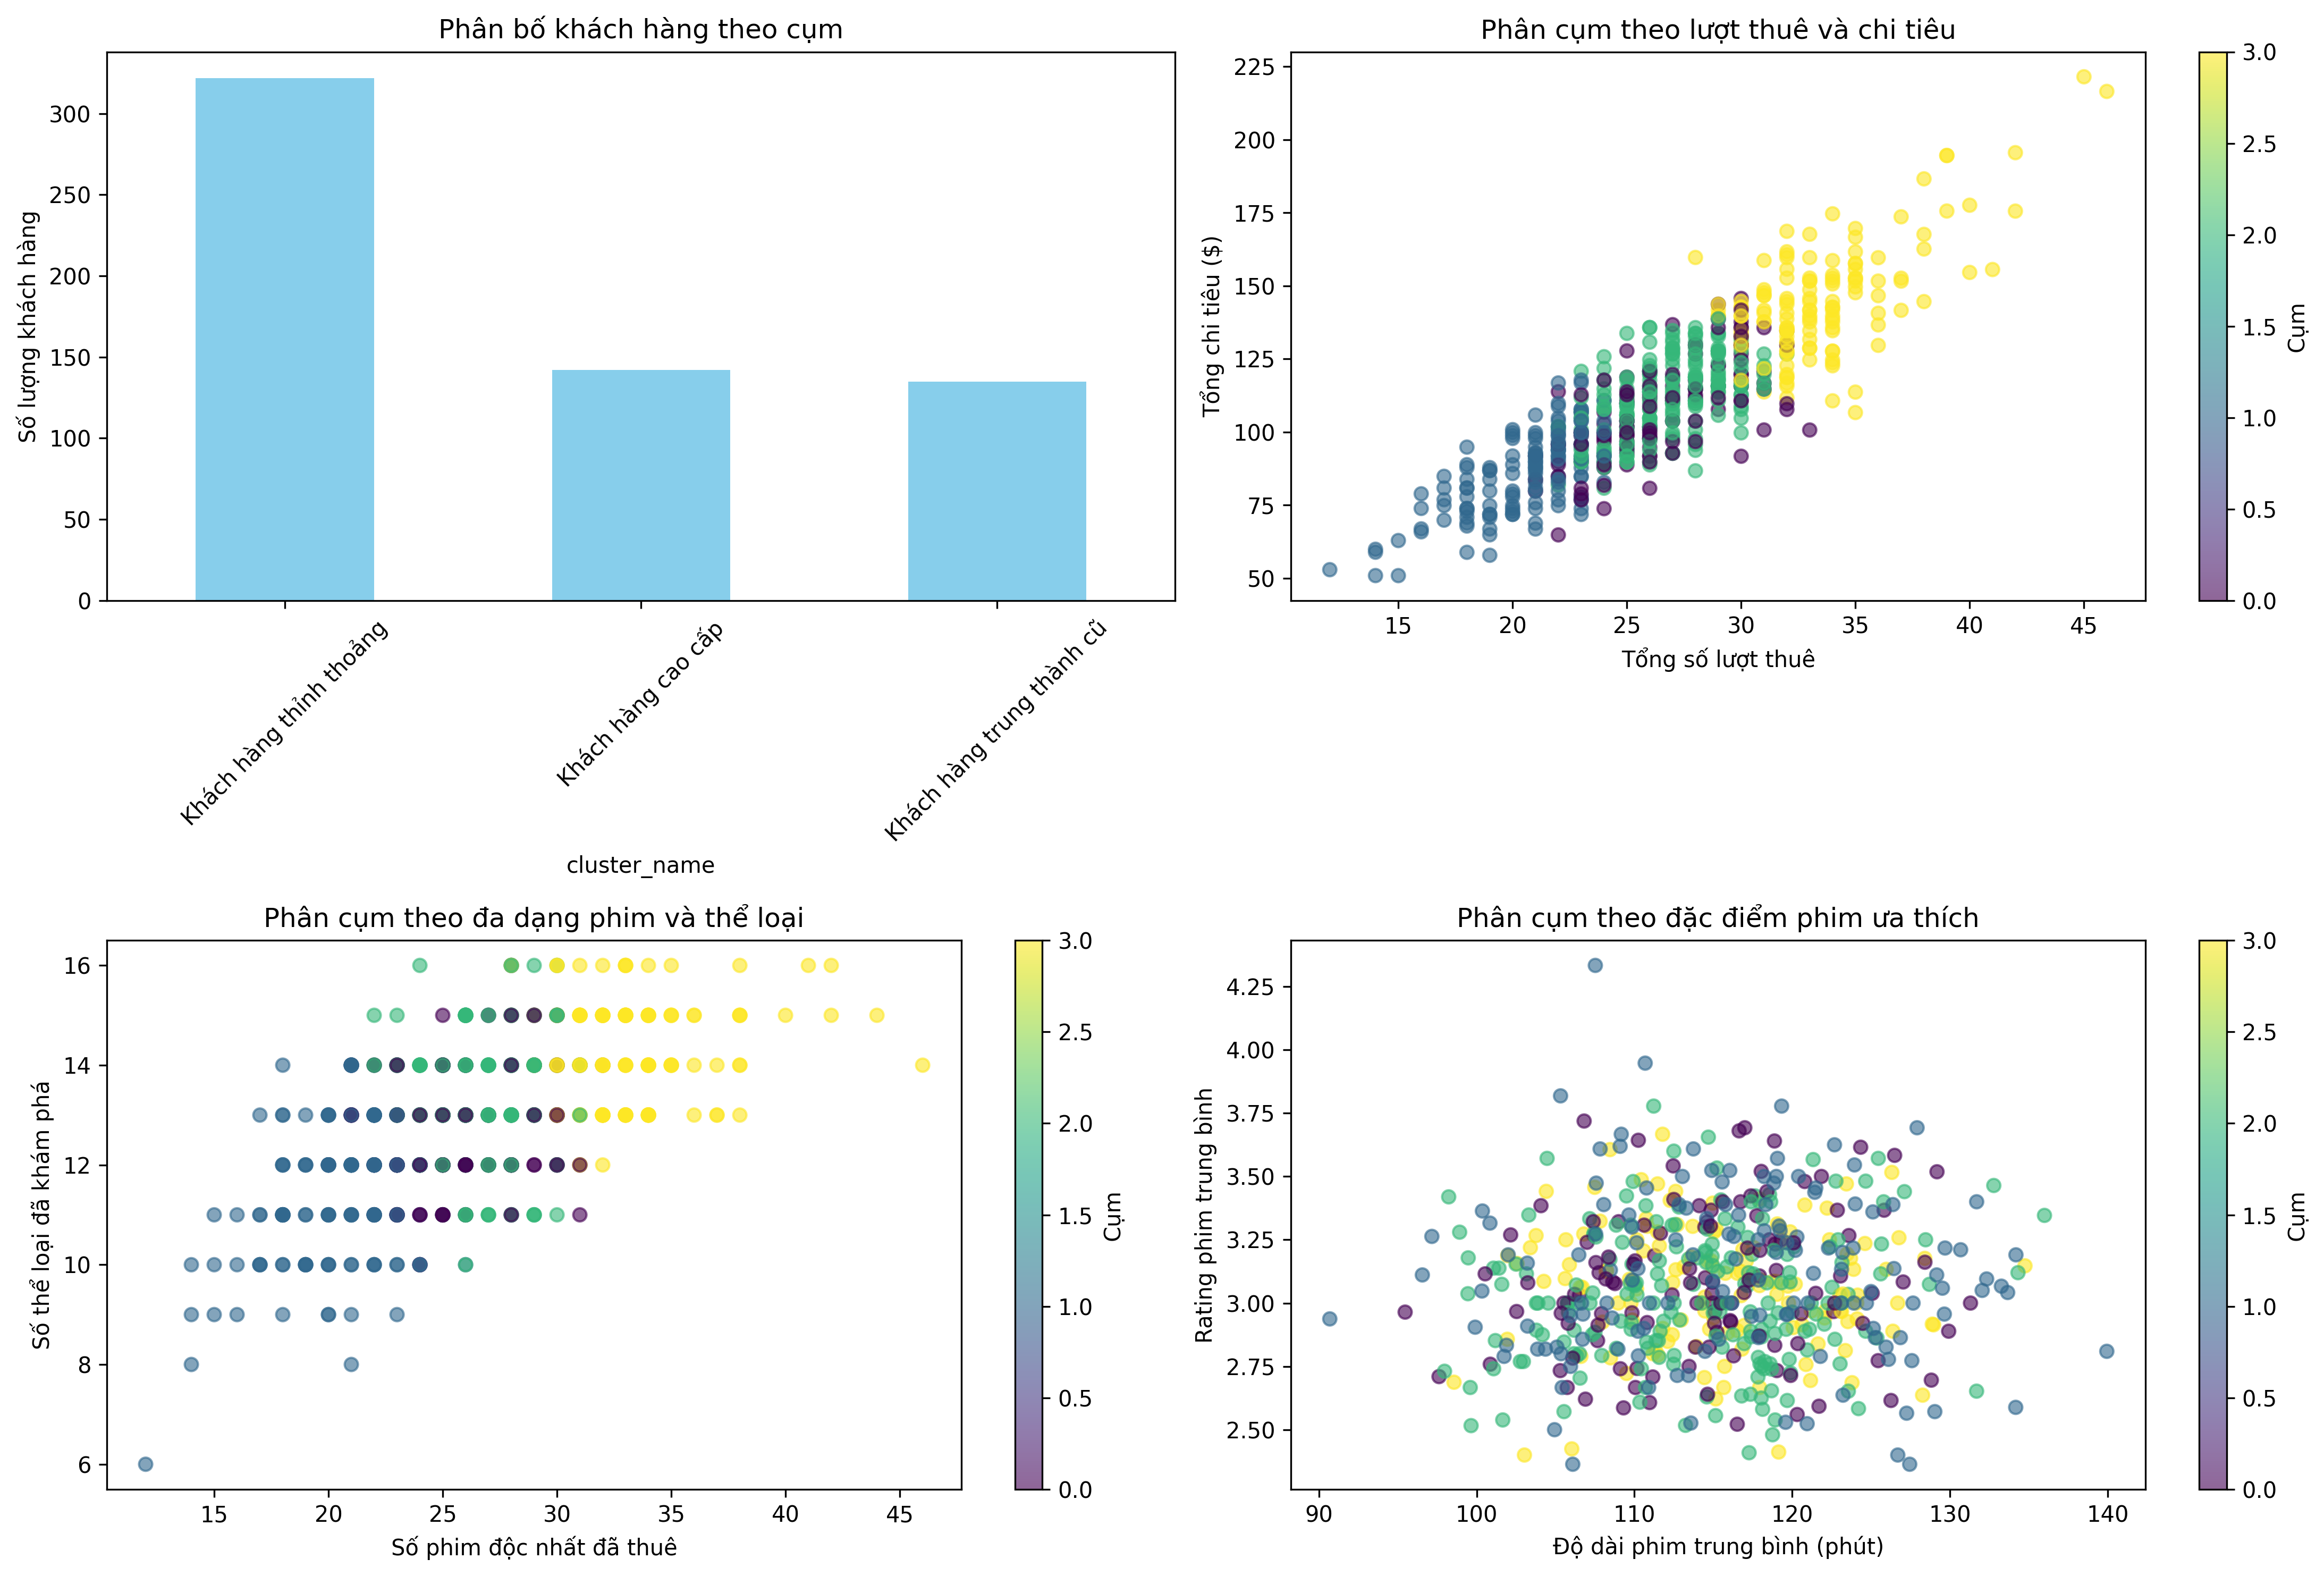 Phân bố khách hàng theo cụm
Số lượng khách hàng
300
250
200
150
100
50
0
Khách hàng thỉnh thoảng
Khách hàng cao cấp
Khách hàng trung thành cũ
cluster_name
Phân cụm theo lượt thuê và chi tiêu
Tổng chi tiêu ($)
225
200
175
150
125
100
75
50
15 20 25 30 35 40 45
Tổng số lượt thuê
3.0
2.5
2.0
1.5
1.0
0.5
0.0
Cụm
Phân cụm theo đa dạng phim và thể loại
Số thể loại đã khám phá
16
14
12
10
8
6
15 20 25 30 35 40 45
Số phim độc nhất đã thuê
3.0
2.5
2.0
1.5
1.0
0.5
0.0
Cụm
Phân cụm theo đặc điểm phim ưa thích
Rating phim trung bình
4.25
4.00
3.75
3.50
3.25
3.00
2.75
2.50
90 100 110 120 130 140
Độ dài phim trung bình (phút)
3.0
2.5
2.0
1.5
1.0
0.5
0.0
Cụm